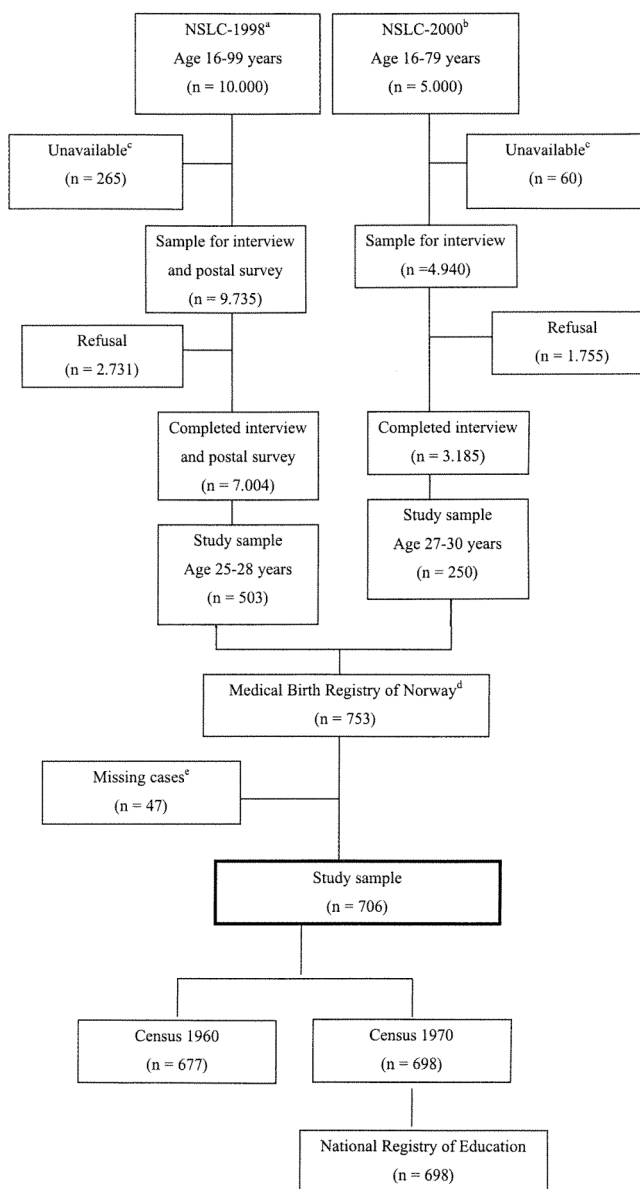 NSLC-1998a
Age 16-99 years
(n = 10.000)
NSLC-2000b
Age 16-79 years
(n = 5.000)
Unavailablec
(n = 265)
Unavailablec
(n = 60)
Sample for interview
and postal survey
(n = 9.735)
Sample for interview
(n =4.940)
Refusal
(n = 2.731)
Refusal
(n = 1.755)
Completed interview
and postal survey
(n = 7.004)
Completed interview
(n = 3.185)
Study sample
Age 25-28 years
(n = 503)
Study sample
Age 27-30 years
(n = 250)
Medical Birth Registry of Norwayd
(n = 753)
Missing casese
(n = 47)
Study sample
(n = 706)
Census 1960
(n = 677)
Census 1970
(n = 698)
National Registry of Education
(n = 698)